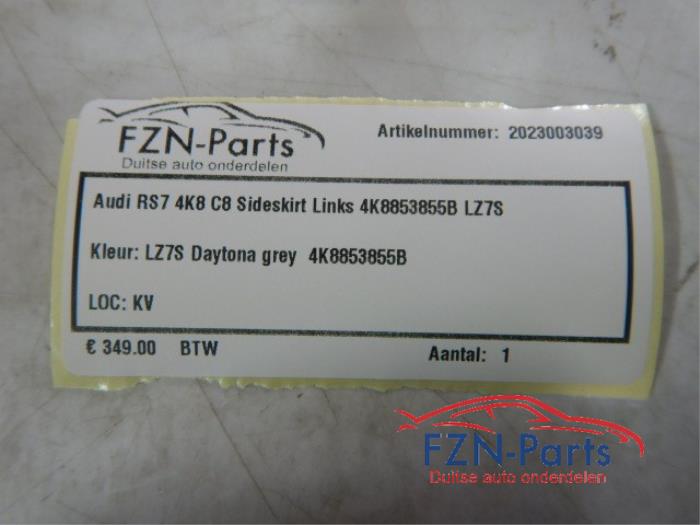 FZN-Parts
Duitse auto onderdelen
Artikelnummer: 2023003039
Audi RS7 4K8 C8 Sideskirt Links 4K8853855B LZ7S
Kleur: LZ7S Daytona grey 4K8853855B
LOC: KV
€ 349.00 BTW Aantal: 1
FZN-Parts
Duitse auto onderdelen